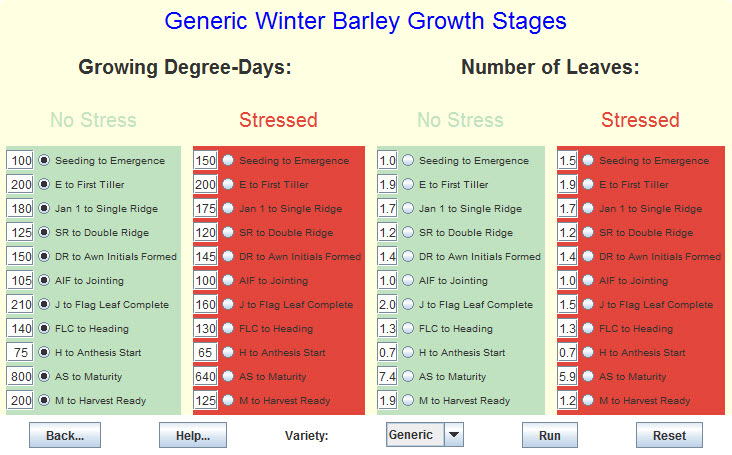 Generic Winter Barley Growth Stages
Growing Degree-Days: Number of Leaves:
No Stress Stressed No Stress Stressed
100 Seeding to Emergence 150 Seeding to Emergence 1.0 Seeding to Emergence 1.5 Seeding to Emergence
200 E to First Tiller 200 E to First Tiller 1.9 E to First Tiller 1.9 E to First Tiller
180 Jan 1 to Single Ridge 175 Jan 1 to Single Ridge 1.7 Jan 1 to Single Ridge 1.7 Jan 1 to Single Ridge
125 SR to Double Ridge 120 SR to Double Ridge 1.2 SR to Double Ridge 1.2 SR to Double Ridge
150 DR to Awn Initials Formed 145 DR to Awn Initials Formed 1.4 DR to Awn Initials Formed 1.4 DR to Awn Initials Formed
105 AIF to Jointing 100 AIF to Jointing 1.0 AIF to Jointing 1.0 AIF to Jointing
210 J to Flag Leaf Complete 160 J to Flag Leaf Complete 2.0 J to Flag Leaf Complete 1.5 J to Flag Leaf Complete
140 FLC to Heading 130 FLC to Heading 1.3 FLC to Heading 1.3 FLC to Heading
75 H to Anthesis Start 65 H to Anthesis Start 0.7 H to Anthesis Start 0.7 H to Anthesis Start
800 AS to Maturity 640 AS to Maturity 7.4 AS to Maturity 5.9 AS to Maturity
200 M to Harvest Ready 125 M to Harvest Ready 1.9 M to Harvest Ready 1.2 M to Harvest Ready
Back... Help... Variety: Generic Run Reset